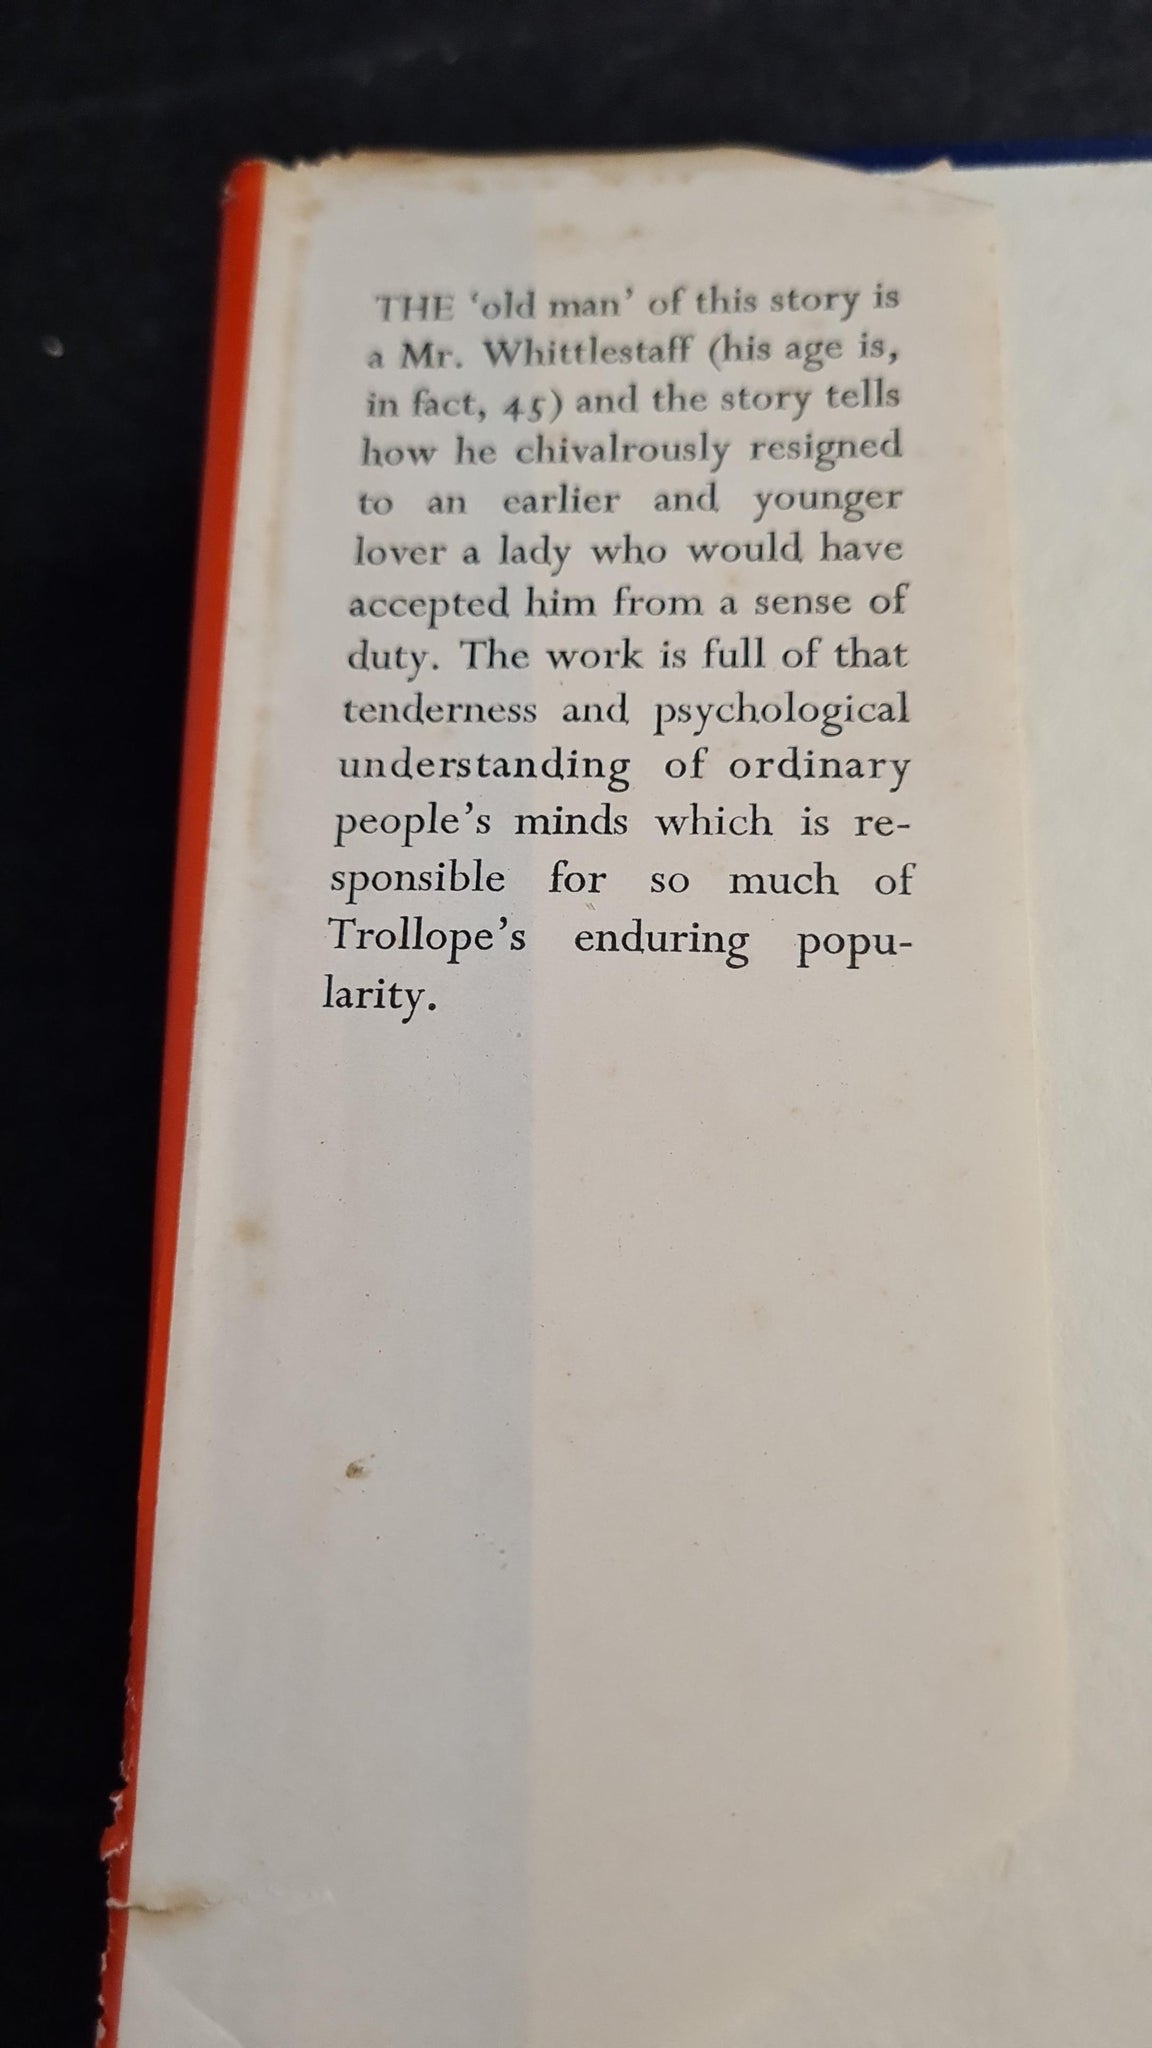 THE ‘old man’ of this story is
a Mr. Whittlestaff (his age is,
in fact, 45) and the story tells
how he chivalrously resigned
to an earlier and younger
lover a lady who would have
accepted him from a sense of
duty. The work is full of that
tenderness and psychological
understanding of ordinary
people’s minds which is re-
sponsible for so much of
Trollope’s enduring popu-
larity.